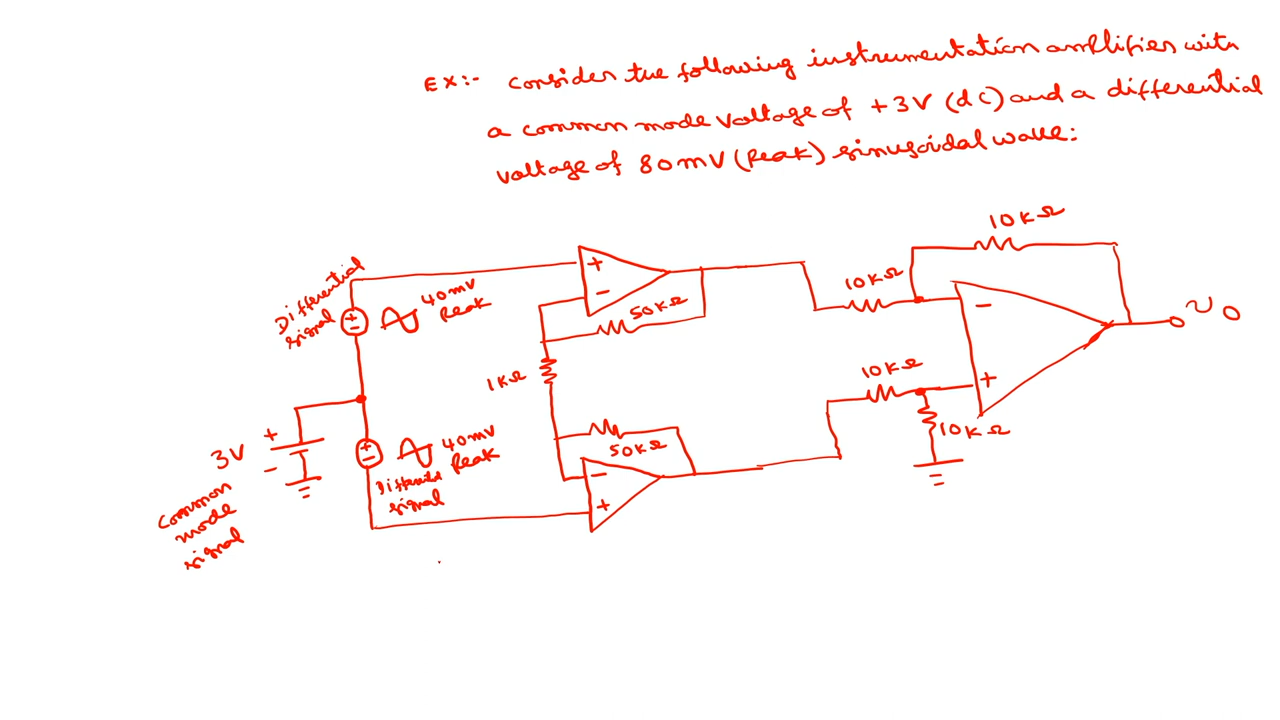 Ex:- Consider the following instrumentation amplifier with
a common mode voltage of +3V (dc) and a differential
voltage of 80mV (Peak) sinusoidal wave:
10KΩ
Differential
signal
40mV
Peak
+
-
50KΩ
10KΩ
-
+
υo
1KΩ
10KΩ
10KΩ
3V
+
-
Common
mode
signal
+
-
40mV
Peak
Differential
signal
50KΩ
-
+
+
-